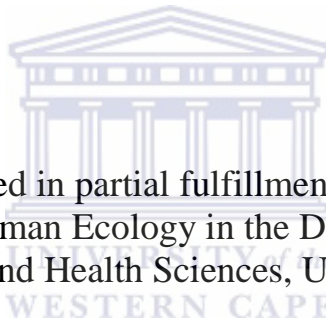 ed in partial fulfillmen
man Ecology in the D
UNIVERSITY of the
nd Health Sciences, U
WESTERN CAPE